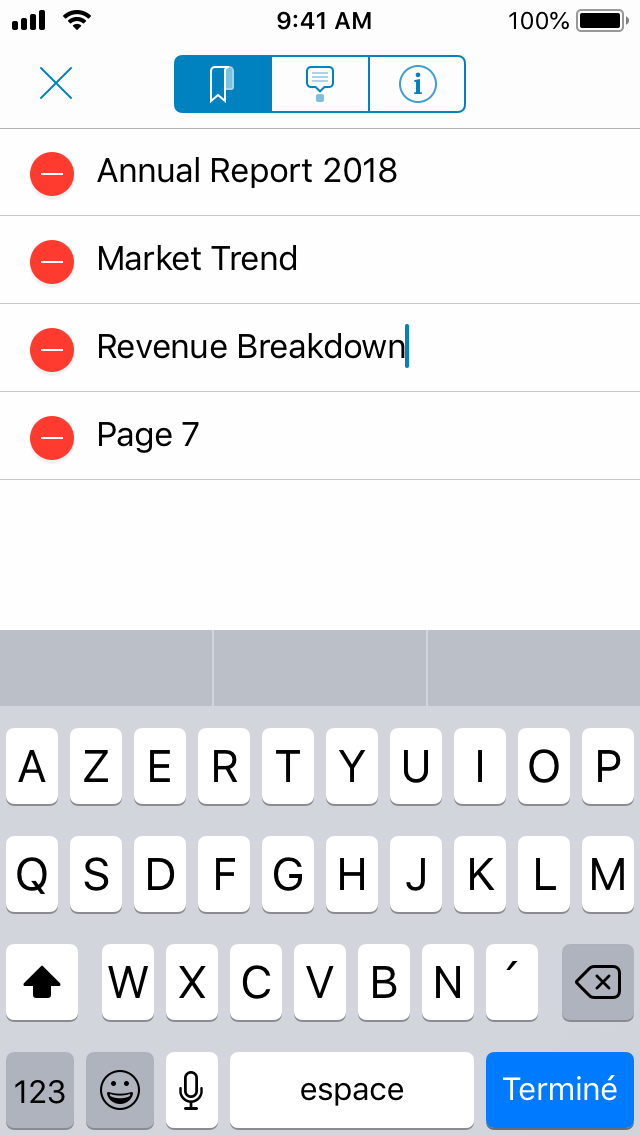 9:41 AM 100%
i
Annual Report 2018
Market Trend
Revenue Breakdown
Page 7
A Z E R T Y U I O P
Q S D F G H J K L M
W X C V B N ´
123 espace Terminé